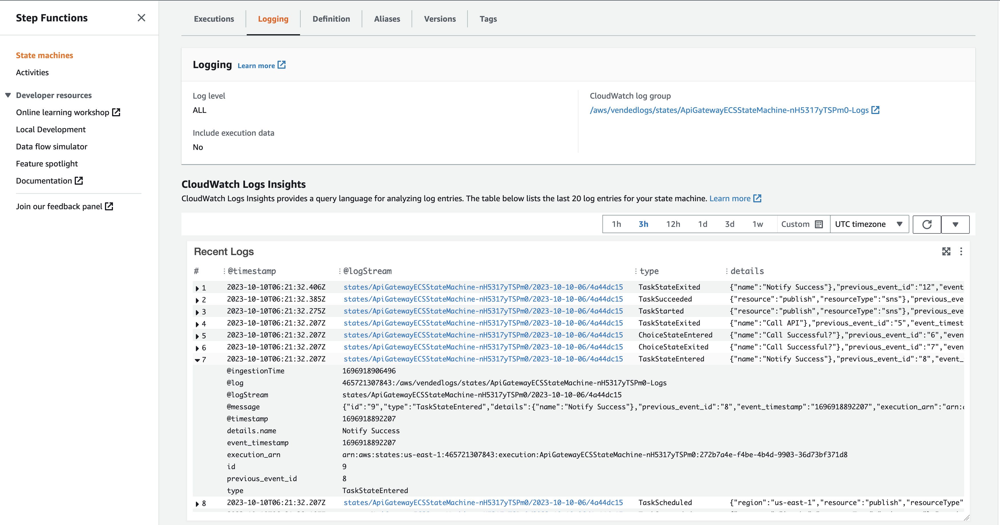 Step Functions
State machines
Activities
Developer resources
Online learning workshop
Local Development
Data flow simulator
Feature spotlight
Documentation
Join our feedback panel
Executions
Logging
Definition
Aliases
Versions
Tags
Logging Learn more
Log level
ALL
Include execution data
No
CloudWatch log group
/aws/vendedlogs/states/ApiGatewayECSStateMachine-nH5317yTSPm0-Logs
CloudWatch Logs Insights
CloudWatch Logs Insights provides a query language for analyzing log entries. The table below lists the last 20 log entries for your state machine. Learn more
1h 3h 12h 1d 3d 1w Custom UTC timezone
Recent Logs
# @timestamp @logStream type details
1 2023-10-10T06:21:32.406Z states/ApiGatewayECSStateMachine-nH5317yTSPm0/2023-10-10-06/4a44dc15 TaskStateExited {"name":"Notify Success"},"previous_event_id":"12","event_
2 2023-10-10T06:21:32.385Z states/ApiGatewayECSStateMachine-nH5317yTSPm0/2023-10-10-06/4a44dc15 TaskSucceeded {"resource":"publish","resourceType":"sns"},"previous_eve
3 2023-10-10T06:21:32.275Z states/ApiGatewayECSStateMachine-nH5317yTSPm0/2023-10-10-06/4a44dc15 TaskStarted {"resource":"publish","resourceType":"sns"},"previous_eve
4 2023-10-10T06:21:32.207Z states/ApiGatewayECSStateMachine-nH5317yTSPm0/2023-10-10-06/4a44dc15 TaskStateExited {"name":"Call API"},"previous_event_id":"5","event_timest
5 2023-10-10T06:21:32.207Z states/ApiGatewayECSStateMachine-nH5317yTSPm0/2023-10-10-06/4a44dc15 ChoiceStateEntered {"name":"Call Successful?"},"previous_event_id":"6","even
6 2023-10-10T06:21:32.207Z states/ApiGatewayECSStateMachine-nH5317yTSPm0/2023-10-10-06/4a44dc15 ChoiceStateExited {"name":"Call Successful?"},"previous_event_id":"7","even
7 2023-10-10T06:21:32.207Z states/ApiGatewayECSStateMachine-nH5317yTSPm0/2023-10-10-06/4a44dc15 TaskStateEntered {"name":"Notify Success"},"previous_event_id":"8","event_
@ingestionTime 1696918906496
@log 465721307843:/aws/vendedlogs/states/ApiGatewayECSStateMachine-nH5317yTSPm0-Logs
@logStream states/ApiGatewayECSStateMachine-nH5317yTSPm0/2023-10-10-06/4a44dc15
@message {"id":"9","type":"TaskStateEntered","details":{"name":"Notify Success"},"previous_event_id":"8","event_timestamp":"1696918892207","execution_arn":"arn:
@timestamp 1696918892207
details.name Notify Success
event_timestamp 1696918892207
execution_arn arn:aws:states:us-east-1:465721307843:execution:ApiGatewayECSStateMachine-nH5317yTSPm0:272b7a4e-f4be-4b4d-9903-36d73bf371d8
id 9
previous_event_id 8
type TaskStateEntered
8 2023-10-10T06:21:32.207Z states/ApiGatewayECSStateMachine-nH5317yTSPm0/2023-10-10-06/4a44dc15 TaskScheduled {"region":"us-east-1","resource":"publish","resourceType"